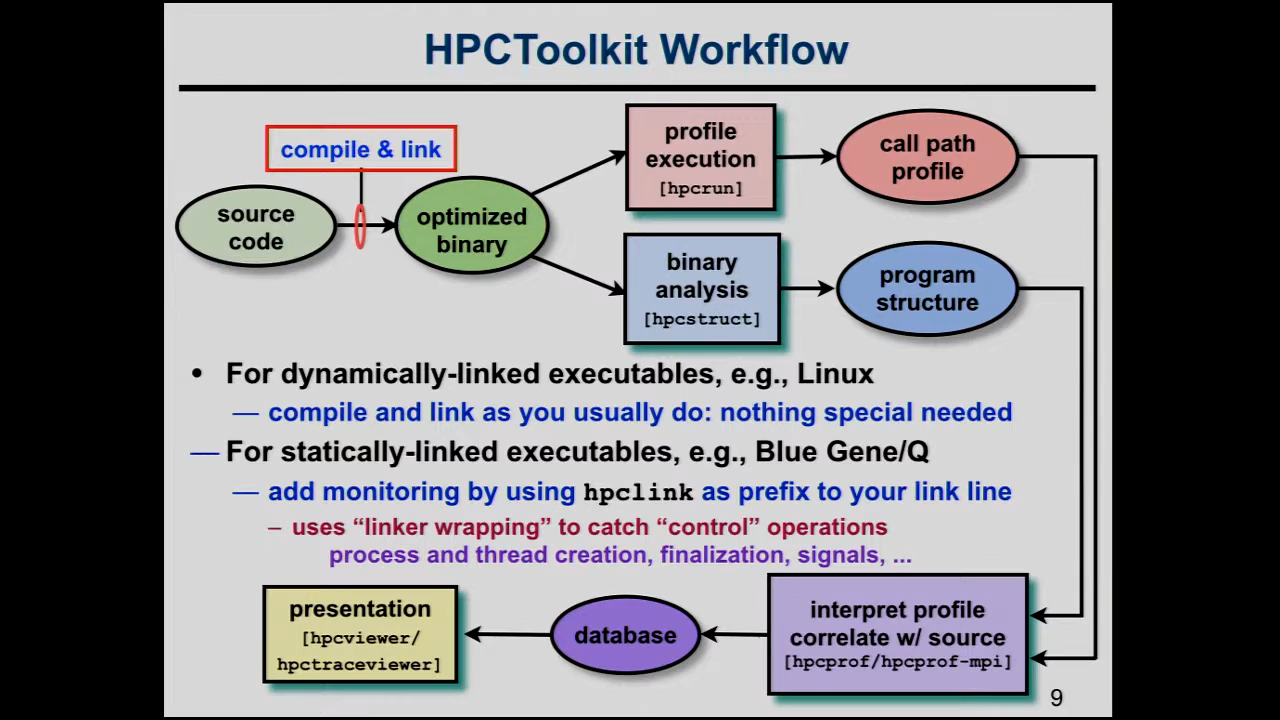 HPCToolkit Workflow
compile & link
source
code
optimized
binary
profile
execution
[hpcrun]
call path
profile
binary
analysis
[hpcstruct]
program
structure
• For dynamically-linked executables, e.g., Linux
— compile and link as you usually do: nothing special needed
— For statically-linked executables, e.g., Blue Gene/Q
— add monitoring by using hpclink as prefix to your link line
– uses “linker wrapping” to catch “control” operations
process and thread creation, finalization, signals, ...
presentation
[hpcviewer/
hpctraceviewer]
database
interpret profile
correlate w/ source
[hpcprof/hpcprof-mpi]
9